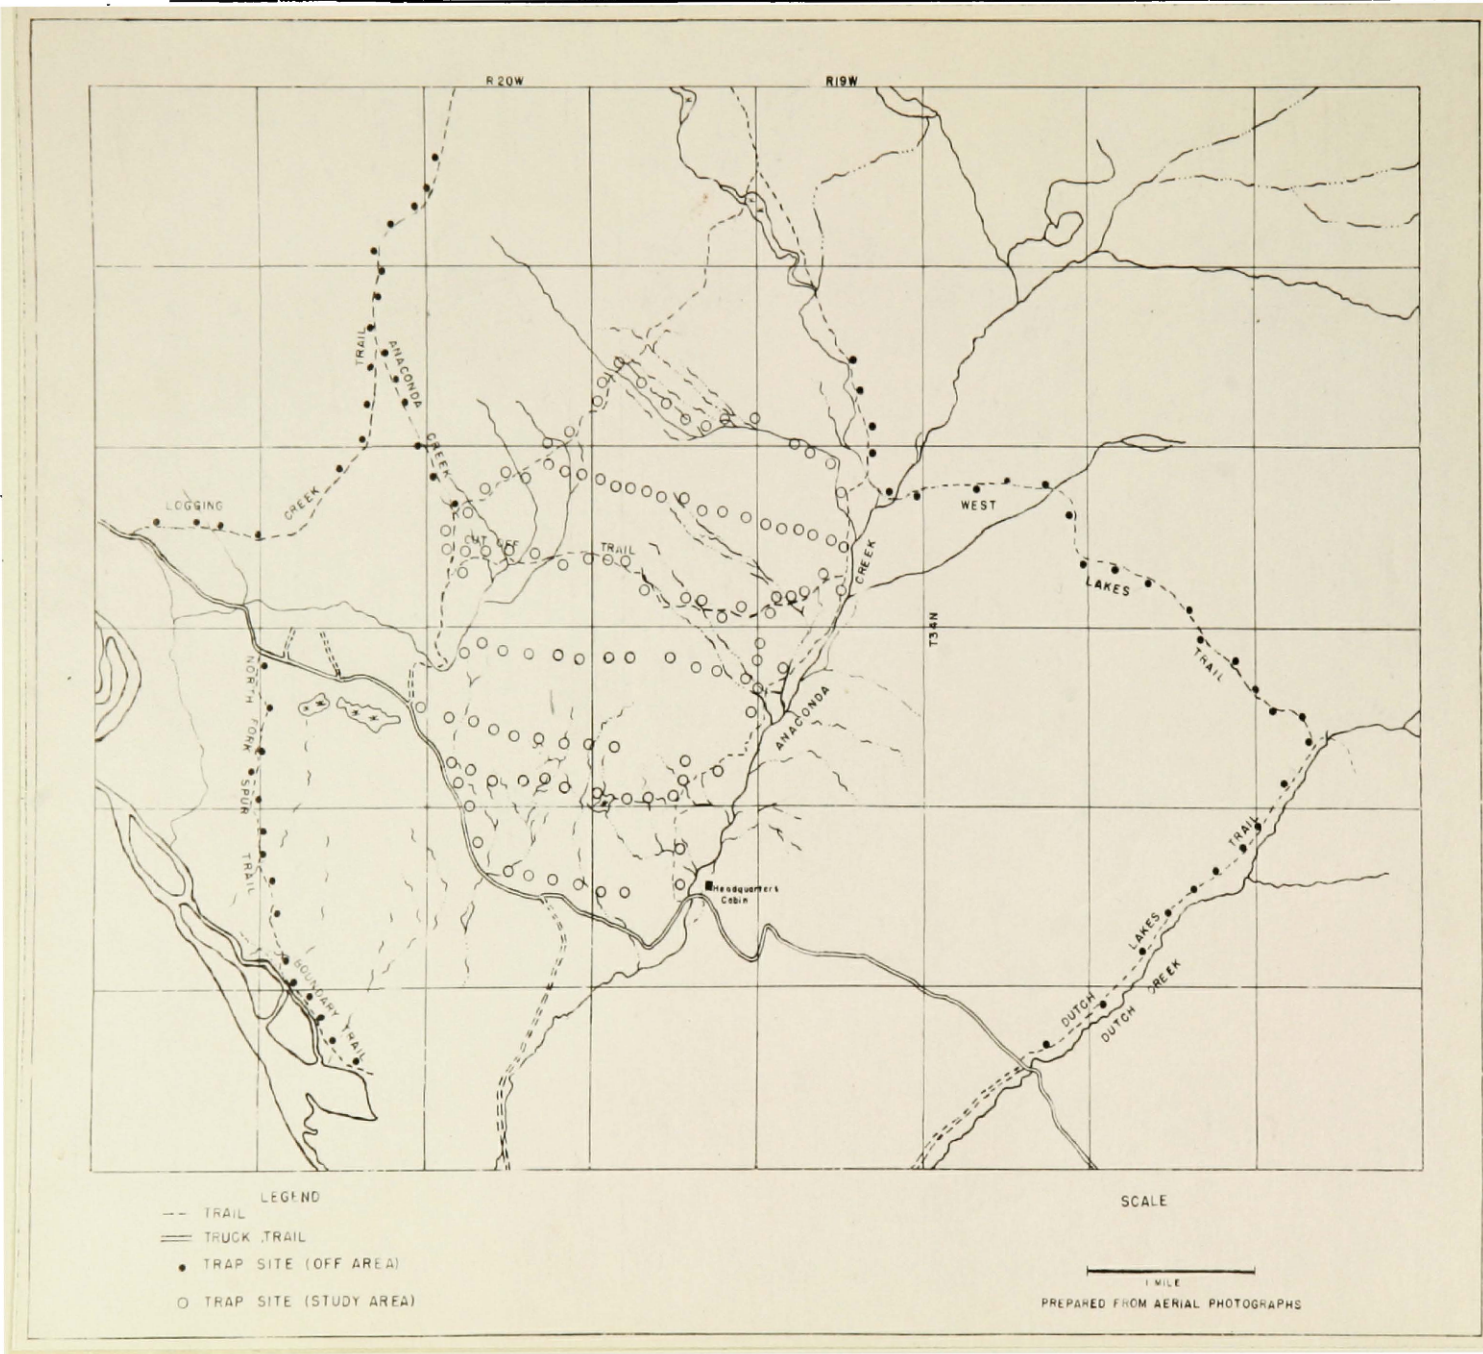 R 20W
R19W
TRAIL
ANACONDA
CREEK
LOGGING
CREEK
WEST
CUT OFF
TRAIL
CREEK
LAKES
T34N
TRAIL
NORTH FORK SPUR TRAIL
ANACONDA
TRAIL
Headquarters
Cabin
LAKES
BOUNDARY TRAIL
DUTCH
DUTCH
CREEK
LEGEND
TRAIL
TRUCK TRAIL
TRAP SITE (OFF AREA)
TRAP SITE (STUDY AREA)
SCALE
1 MILE
PREPARED FROM AERIAL PHOTOGRAPHS